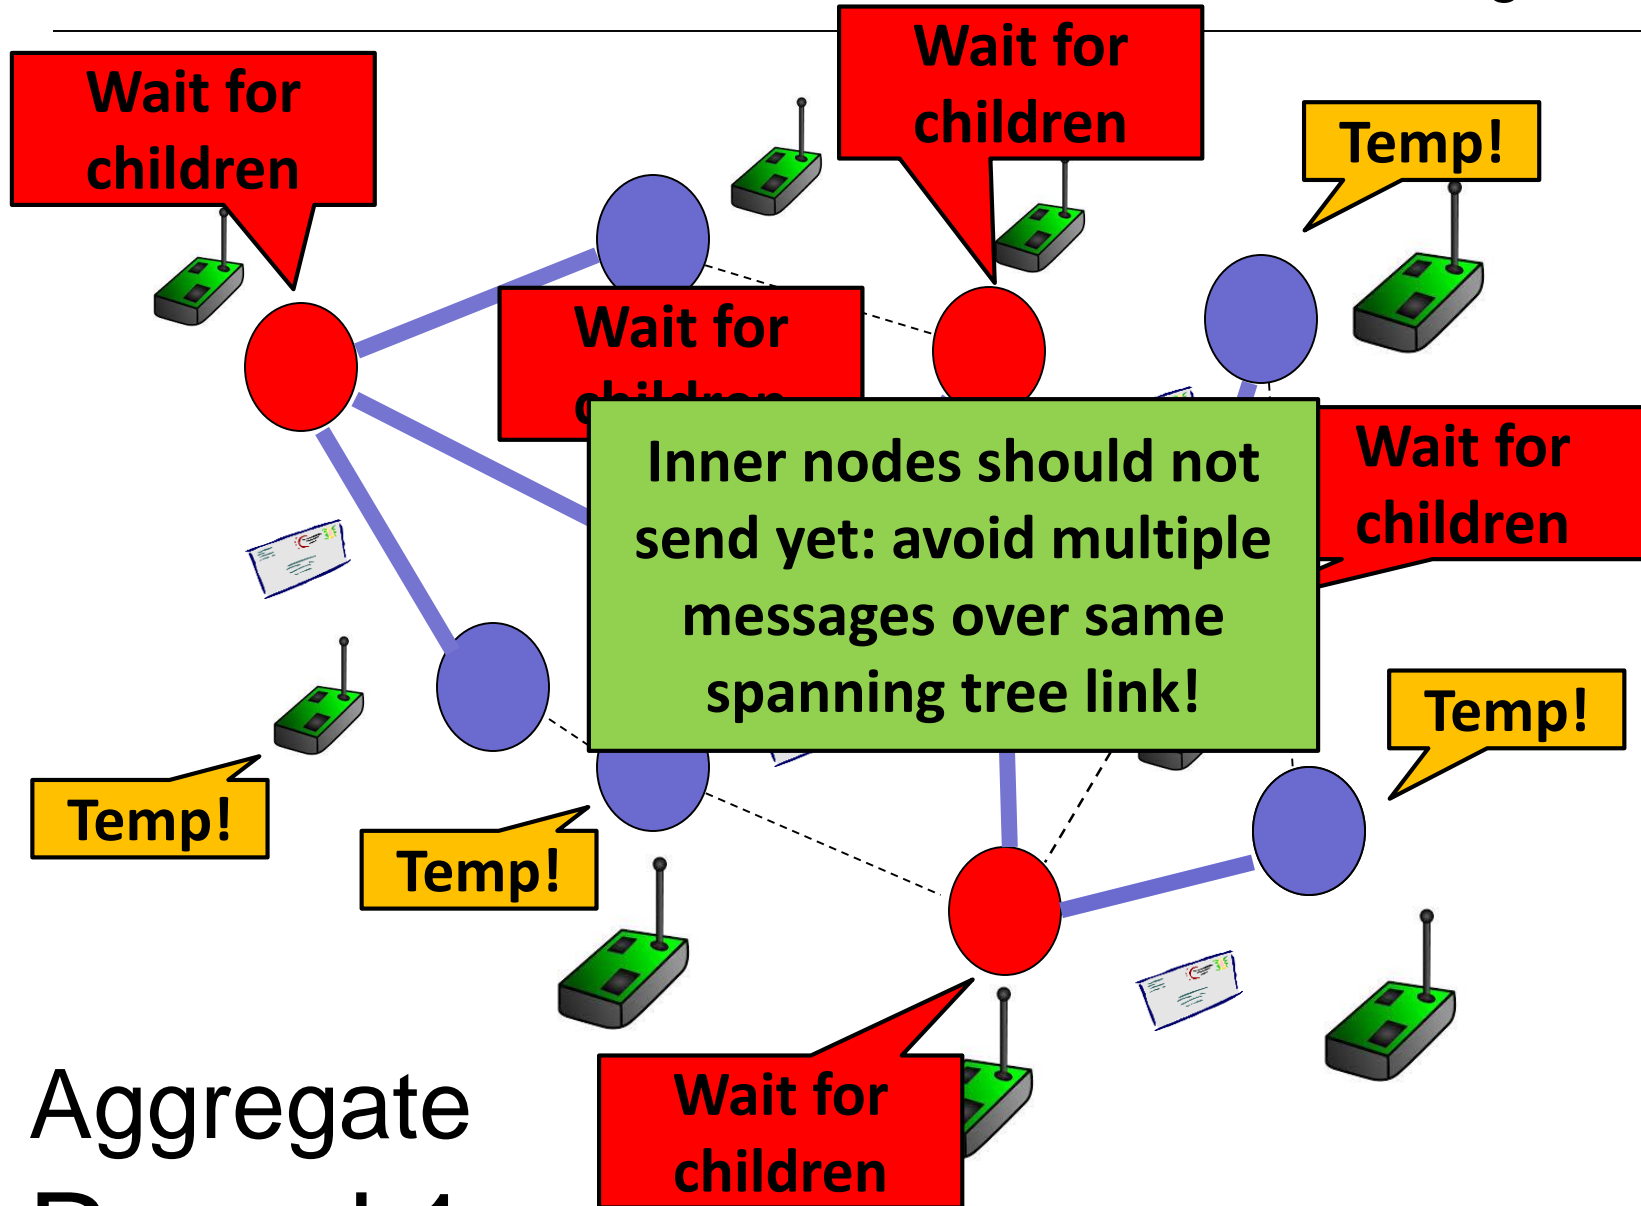 Wait for
children
Wait for
children
Temp!
Wait for
children
Wait for
children
Inner nodes should not
send yet: avoid multiple
messages over same
spanning tree link!
Temp!
Temp!
Temp!
Wait for
children
Aggregate